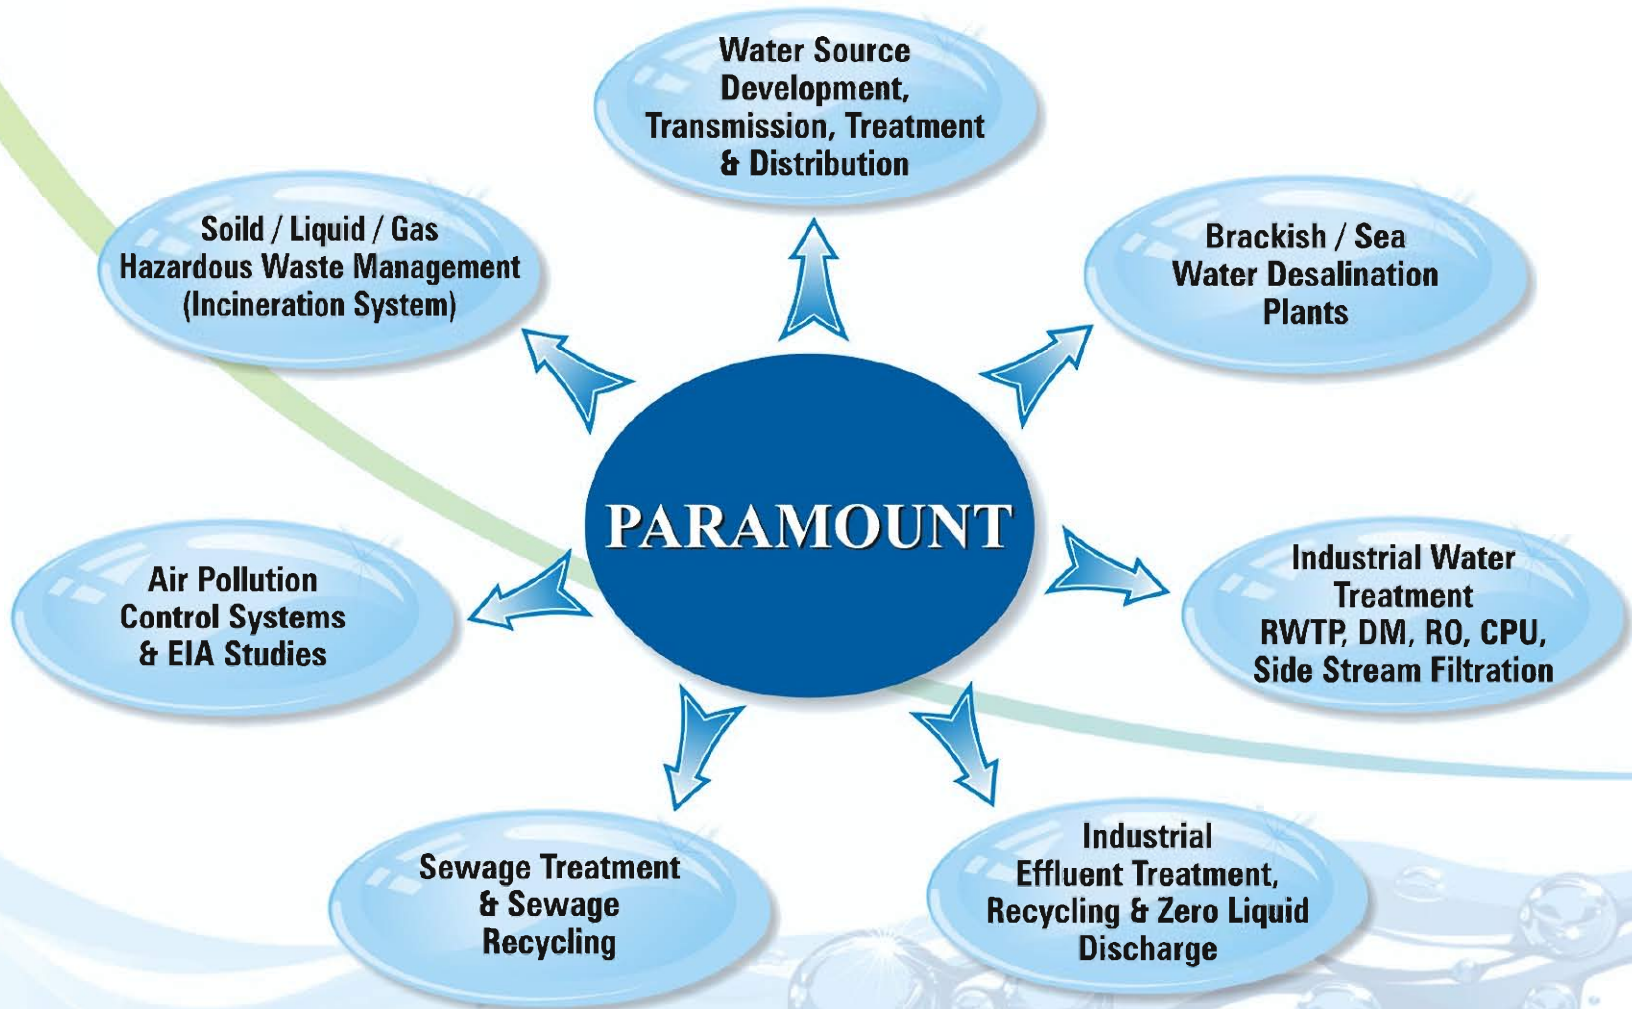 Water Source
Development,
Transmission, Treatment
& Distribution
Soild / Liquid / Gas
Hazardous Waste Management
(Incineration System)
Brackish / Sea
Water Desalination
Plants
PARAMOUNT
Air Pollution
Control Systems
& EIA Studies
Industrial Water
Treatment
RWTP, DM, RO, CPU,
Side Stream Filtration
Sewage Treatment
& Sewage
Recycling
Industrial
Effluent Treatment,
Recycling & Zero Liquid
Discharge